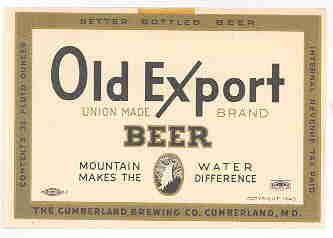 BETTER BOTTLED BEER
Old Export
UNION MADE BRAND
BEER
MOUNTAIN WATER
MAKES THE DIFFERENCE
CONTENTS 32 FLUID OUNCES
INTERNAL REVENUE TAX PAID
THE CUMBERLAND BREWING CO. CUMBERLAND, MD.